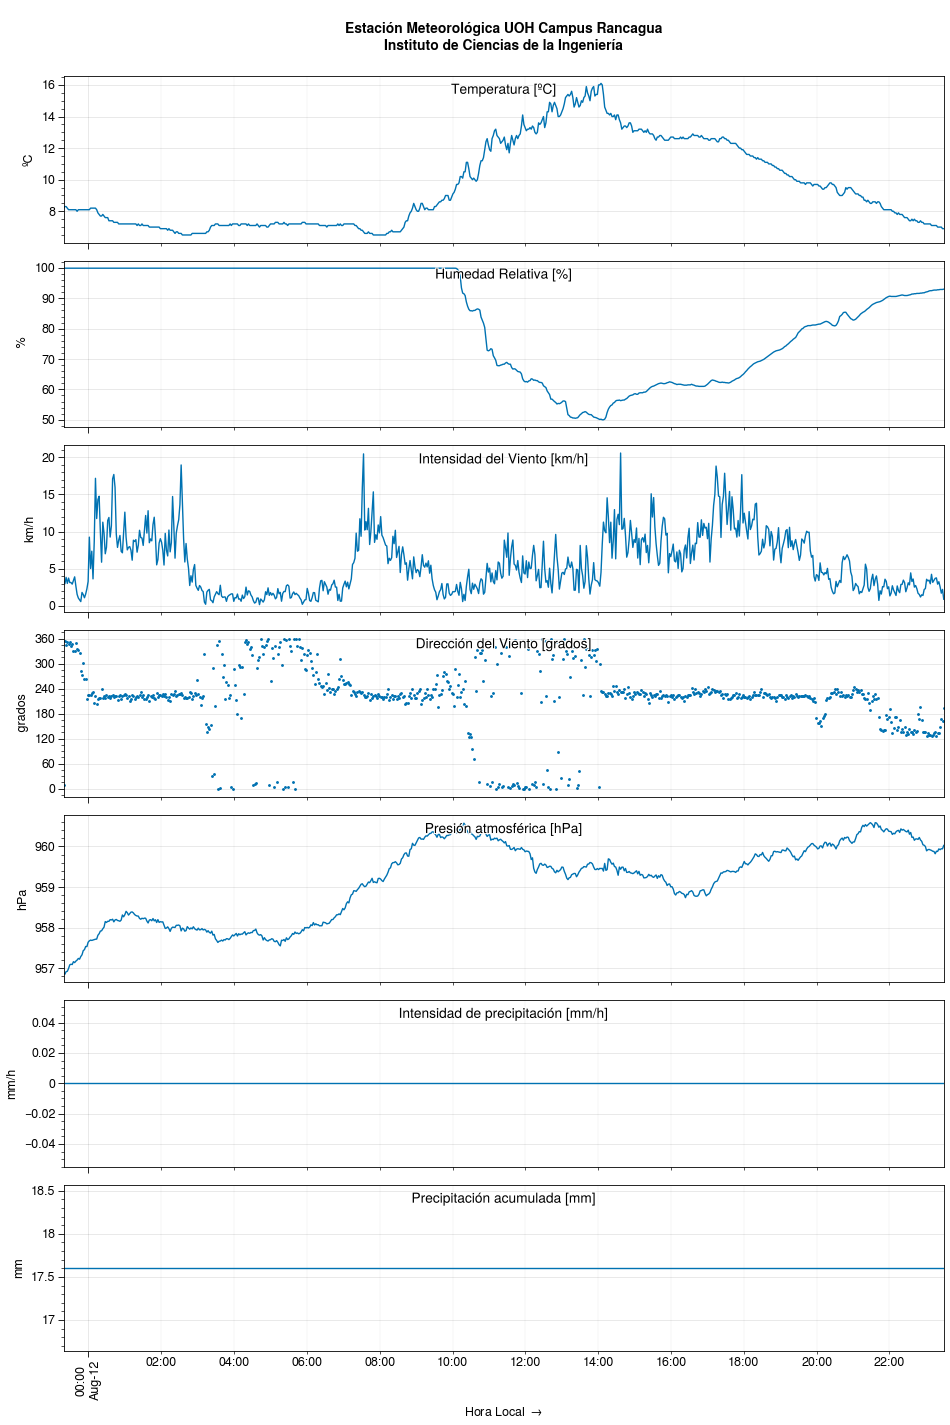 Estación Meteorológica UOH Campus Rancagua
Instituto de Ciencias de la Ingeniería
Temperatura [ºC]
ºC
16
14
12
10
8
Humedad Relativa [%]
%
100
90
80
70
60
50
Intensidad del Viento [km/h]
km/h
20
15
10
5
0
Dirección del Viento [grados]
grados
360
300
240
180
120
60
0
Presión atmosférica [hPa]
hPa
960
959
958
957
Intensidad de precipitación [mm/h]
mm/h
0.04
0.02
0
−0.02
−0.04
Precipitación acumulada [mm]
mm
18.5
18
17.5
17
00:00
Aug-12
02:00
04:00
06:00
08:00
10:00
12:00
14:00
16:00
18:00
20:00
22:00
Hora Local →